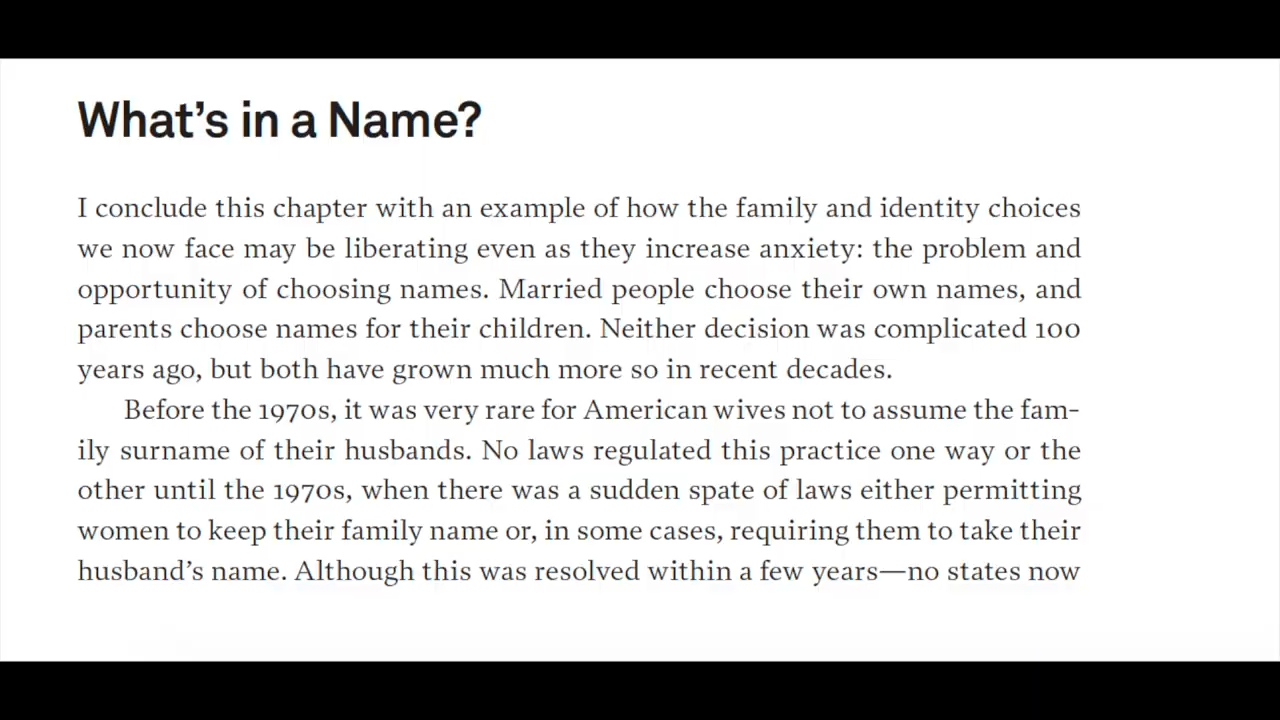 What’s in a Name?
I conclude this chapter with an example of how the family and identity choices
we now face may be liberating even as they increase anxiety: the problem and
opportunity of choosing names. Married people choose their own names, and
parents choose names for their children. Neither decision was complicated 100
years ago, but both have grown much more so in recent decades.
Before the 1970s, it was very rare for American wives not to assume the fam-
ily surname of their husbands. No laws regulated this practice one way or the
other until the 1970s, when there was a sudden spate of laws either permitting
women to keep their family name or, in some cases, requiring them to take their
husband’s name. Although this was resolved within a few years—no states now